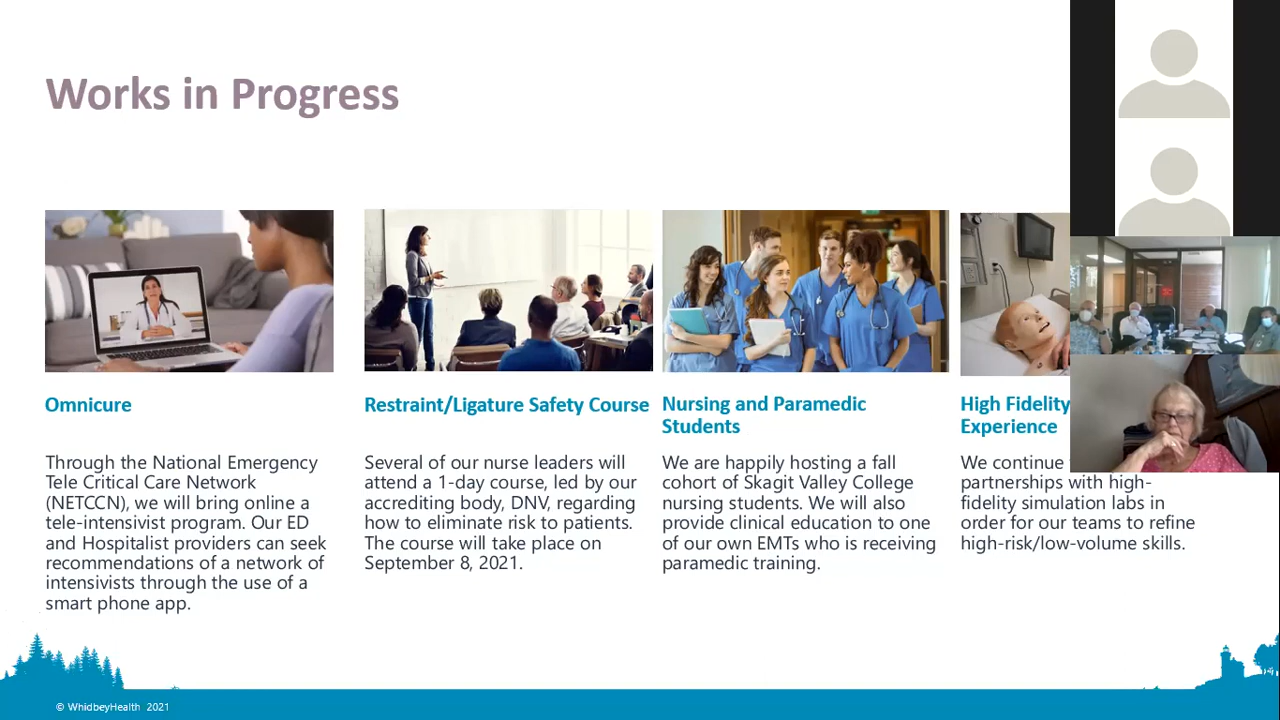 Works in Progress
Omnicure
Through the National Emergency
Tele Critical Care Network
(NETCCN), we will bring online a
tele-intensivist program. Our ED
and Hospitalist providers can seek
recommendations of a network of
intensivists through the use of a
smart phone app.
Restraint/Ligature Safety Course
Several of our nurse leaders will
attend a 1-day course, led by our
accrediting body, DNV, regarding
how to eliminate risk to patients.
The course will take place on
September 8, 2021.
Nursing and Paramedic
Students
We are happily hosting a fall
cohort of Skagit Valley College
nursing students. We will also
provide clinical education to one
of our own EMTs who is receiving
paramedic training.
High Fidelity
Experience
We continue
partnerships with high-
fidelity simulation labs in
order for our teams to refine
high-risk/low-volume skills.
© WhidbeyHealth 2021